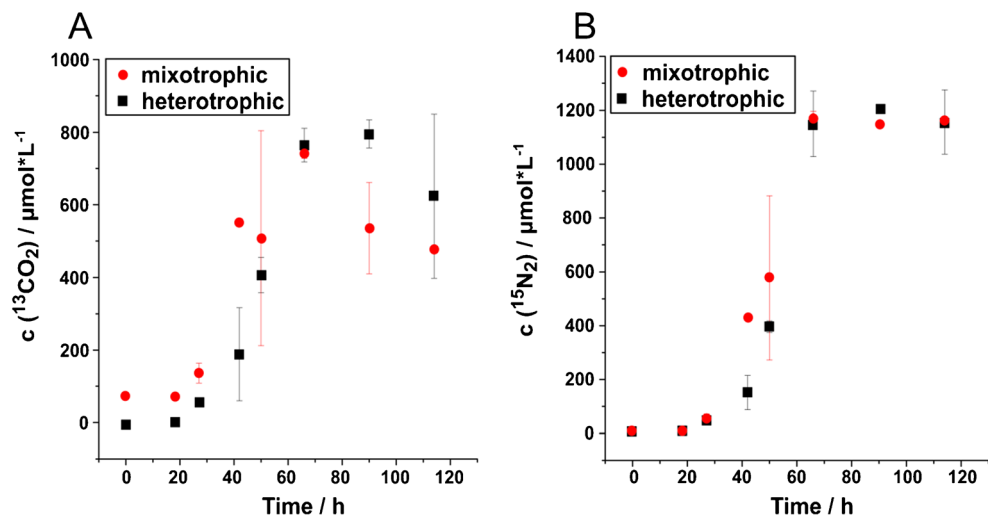 A
mixotrophic
heterotrophic
c (¹³CO₂) / µmol*L⁻¹
1000
800
600
400
200
0
0 20 40 60 80 100 120
Time / h
B
mixotrophic
heterotrophic
c (¹⁵N₂) / µmol*L⁻¹
1400
1200
1000
800
600
400
200
0
0 20 40 60 80 100 120
Time / h